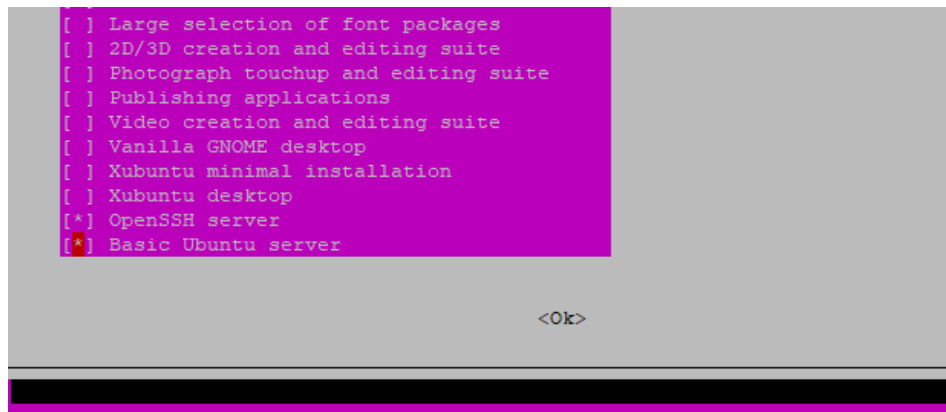 [ ] Large selection of font packages
[ ] 2D/3D creation and editing suite
[ ] Photograph touchup and editing suite
[ ] Publishing applications
[ ] Video creation and editing suite
[ ] Vanilla GNOME desktop
[ ] Xubuntu minimal installation
[ ] Xubuntu desktop
[*] OpenSSH server
[*] Basic Ubuntu server
<Ok>